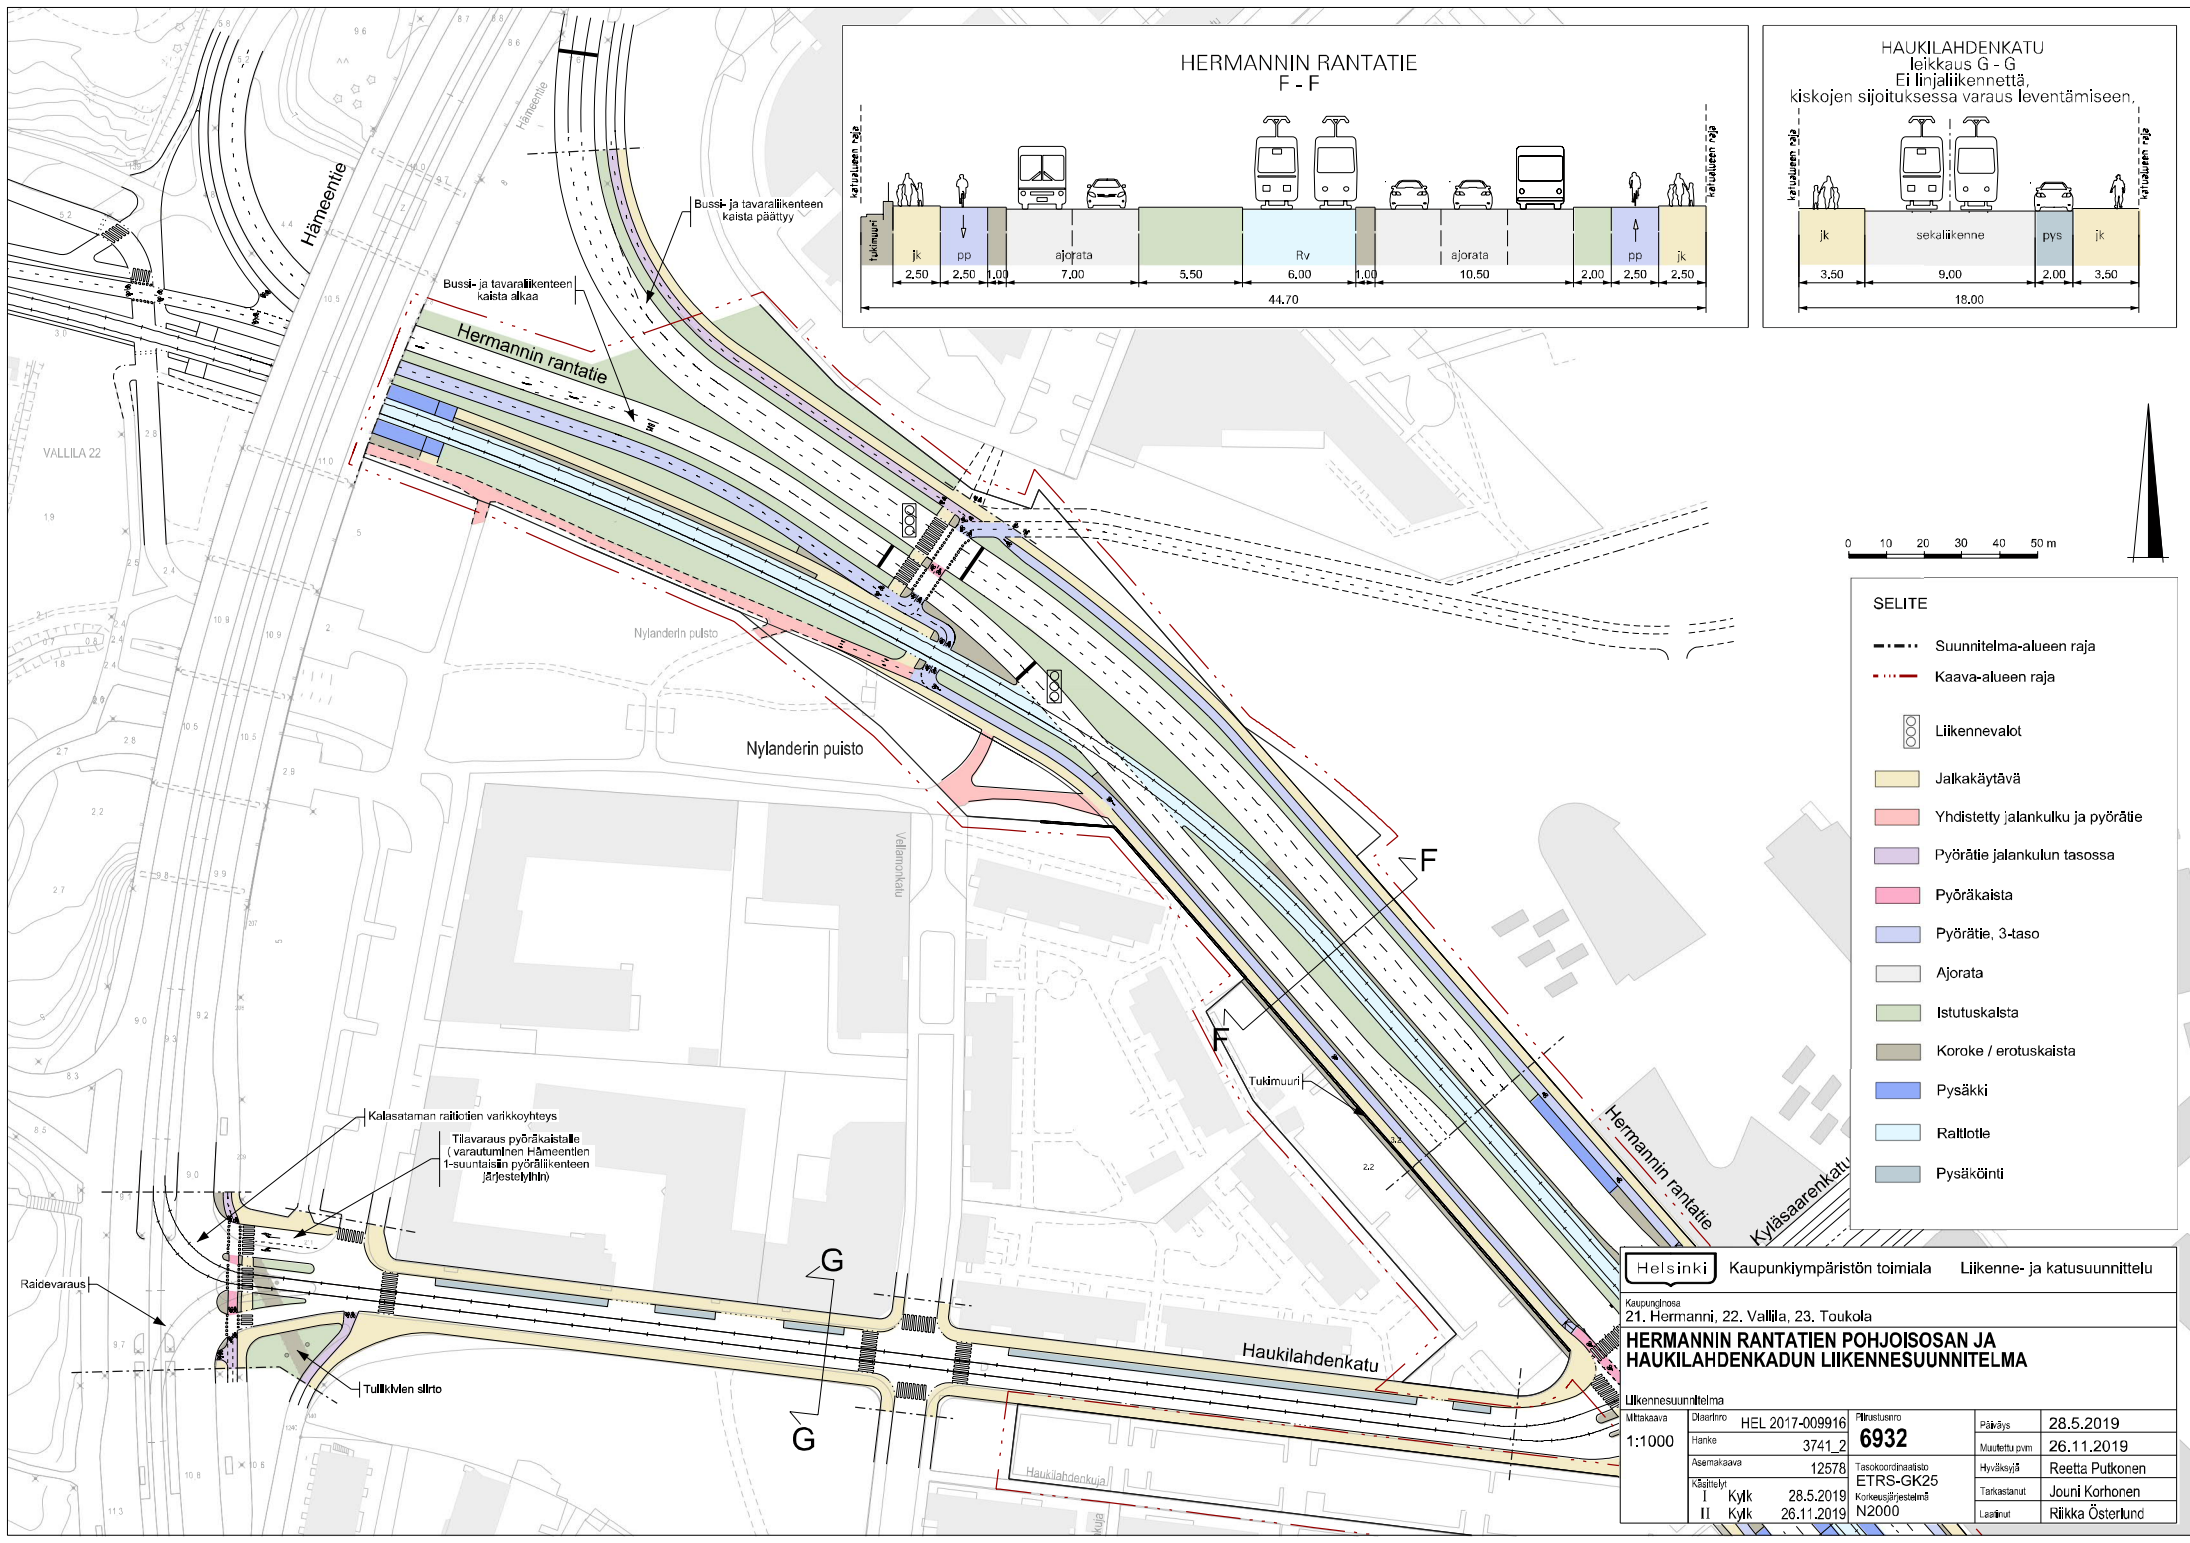 HERMANNIN RANTATIE
F - F
katualueen raja
katualueen raja
tukimuuri
jk
pp
ajorata
Rv
ajorata
pp
jk
2.50
2.50
1.00
7.00
5.50
6.00
1.00
10.50
2.00
2.50
2.50
44.70
HAUKILAHDENKATU
leikkaus G - G
Ei linjaliikennettä,
kiskojen sijoituksessa varaus leventämiseen,
katualueen raja
katualueen raja
jk
sekaliikenne
pys
jk
3.50
9.00
2.00
3.50
18.00
Hämeentie
Hämeentie
Bussi- ja tavaraliikenteen
kaista päättyy
Bussi- ja tavaraliikenteen
kaista alkaa
Hermannin rantatie
VALLILA 22
Nylanderin puisto
Nylanderin puisto
Vellamonkatu
F
F
Tukimuuri
Hermannin rantatie
Kyläsaarenkatu
Kalasataman raitiotien varikkoyhteys
Tilavaraus pyöräkaistalle
( varautuminen Hämeentien
1-suuntaisiin pyöräliikenteen
järjestelyihin)
Raidevaraus
Tullikivien siirto
G
G
Haukilahdenkatu
Haukilahdenkuja
0 10 20 30 40 50 m
SELITE
Suunnitelma-alueen raja
Kaava-alueen raja
Liikennevalot
Jalkakäytävä
Yhdistetty jalankulku ja pyörätie
Pyörätie jalankulun tasossa
Pyöräkaista
Pyörätie, 3-taso
Ajorata
Istutuskaista
Koroke / erotuskaista
Pysäkki
Raitiotie
Pysäköinti
Helsinki Kaupunkiympäristön toimiala Liikenne- ja katusuunnittelu
Kaupunginosa
21. Hermanni, 22. Vallila, 23. Toukola
HERMANNIN RANTATIEN POHJOISOSAN JA
HAUKILAHDENKADUN LIIKENNESUUNNITELMA
Liikennesuunnitelma
Mittakaava
1:1000
Diaarinro HEL 2017-009916
Hanke 3741_2
Asemakaava 12578
Käsittelyt
I Kylk 28.5.2019
II Kylk 26.11.2019
Piirustusnro
6932
Tasokoordinaatisto
ETRS-GK25
Korkeusjärjestelmä
N2000
Päiväys 28.5.2019
Muutettu pvm 26.11.2019
Hyväksyjä Reetta Putkonen
Tarkastanut Jouni Korhonen
Laatinut Riikka Österlund